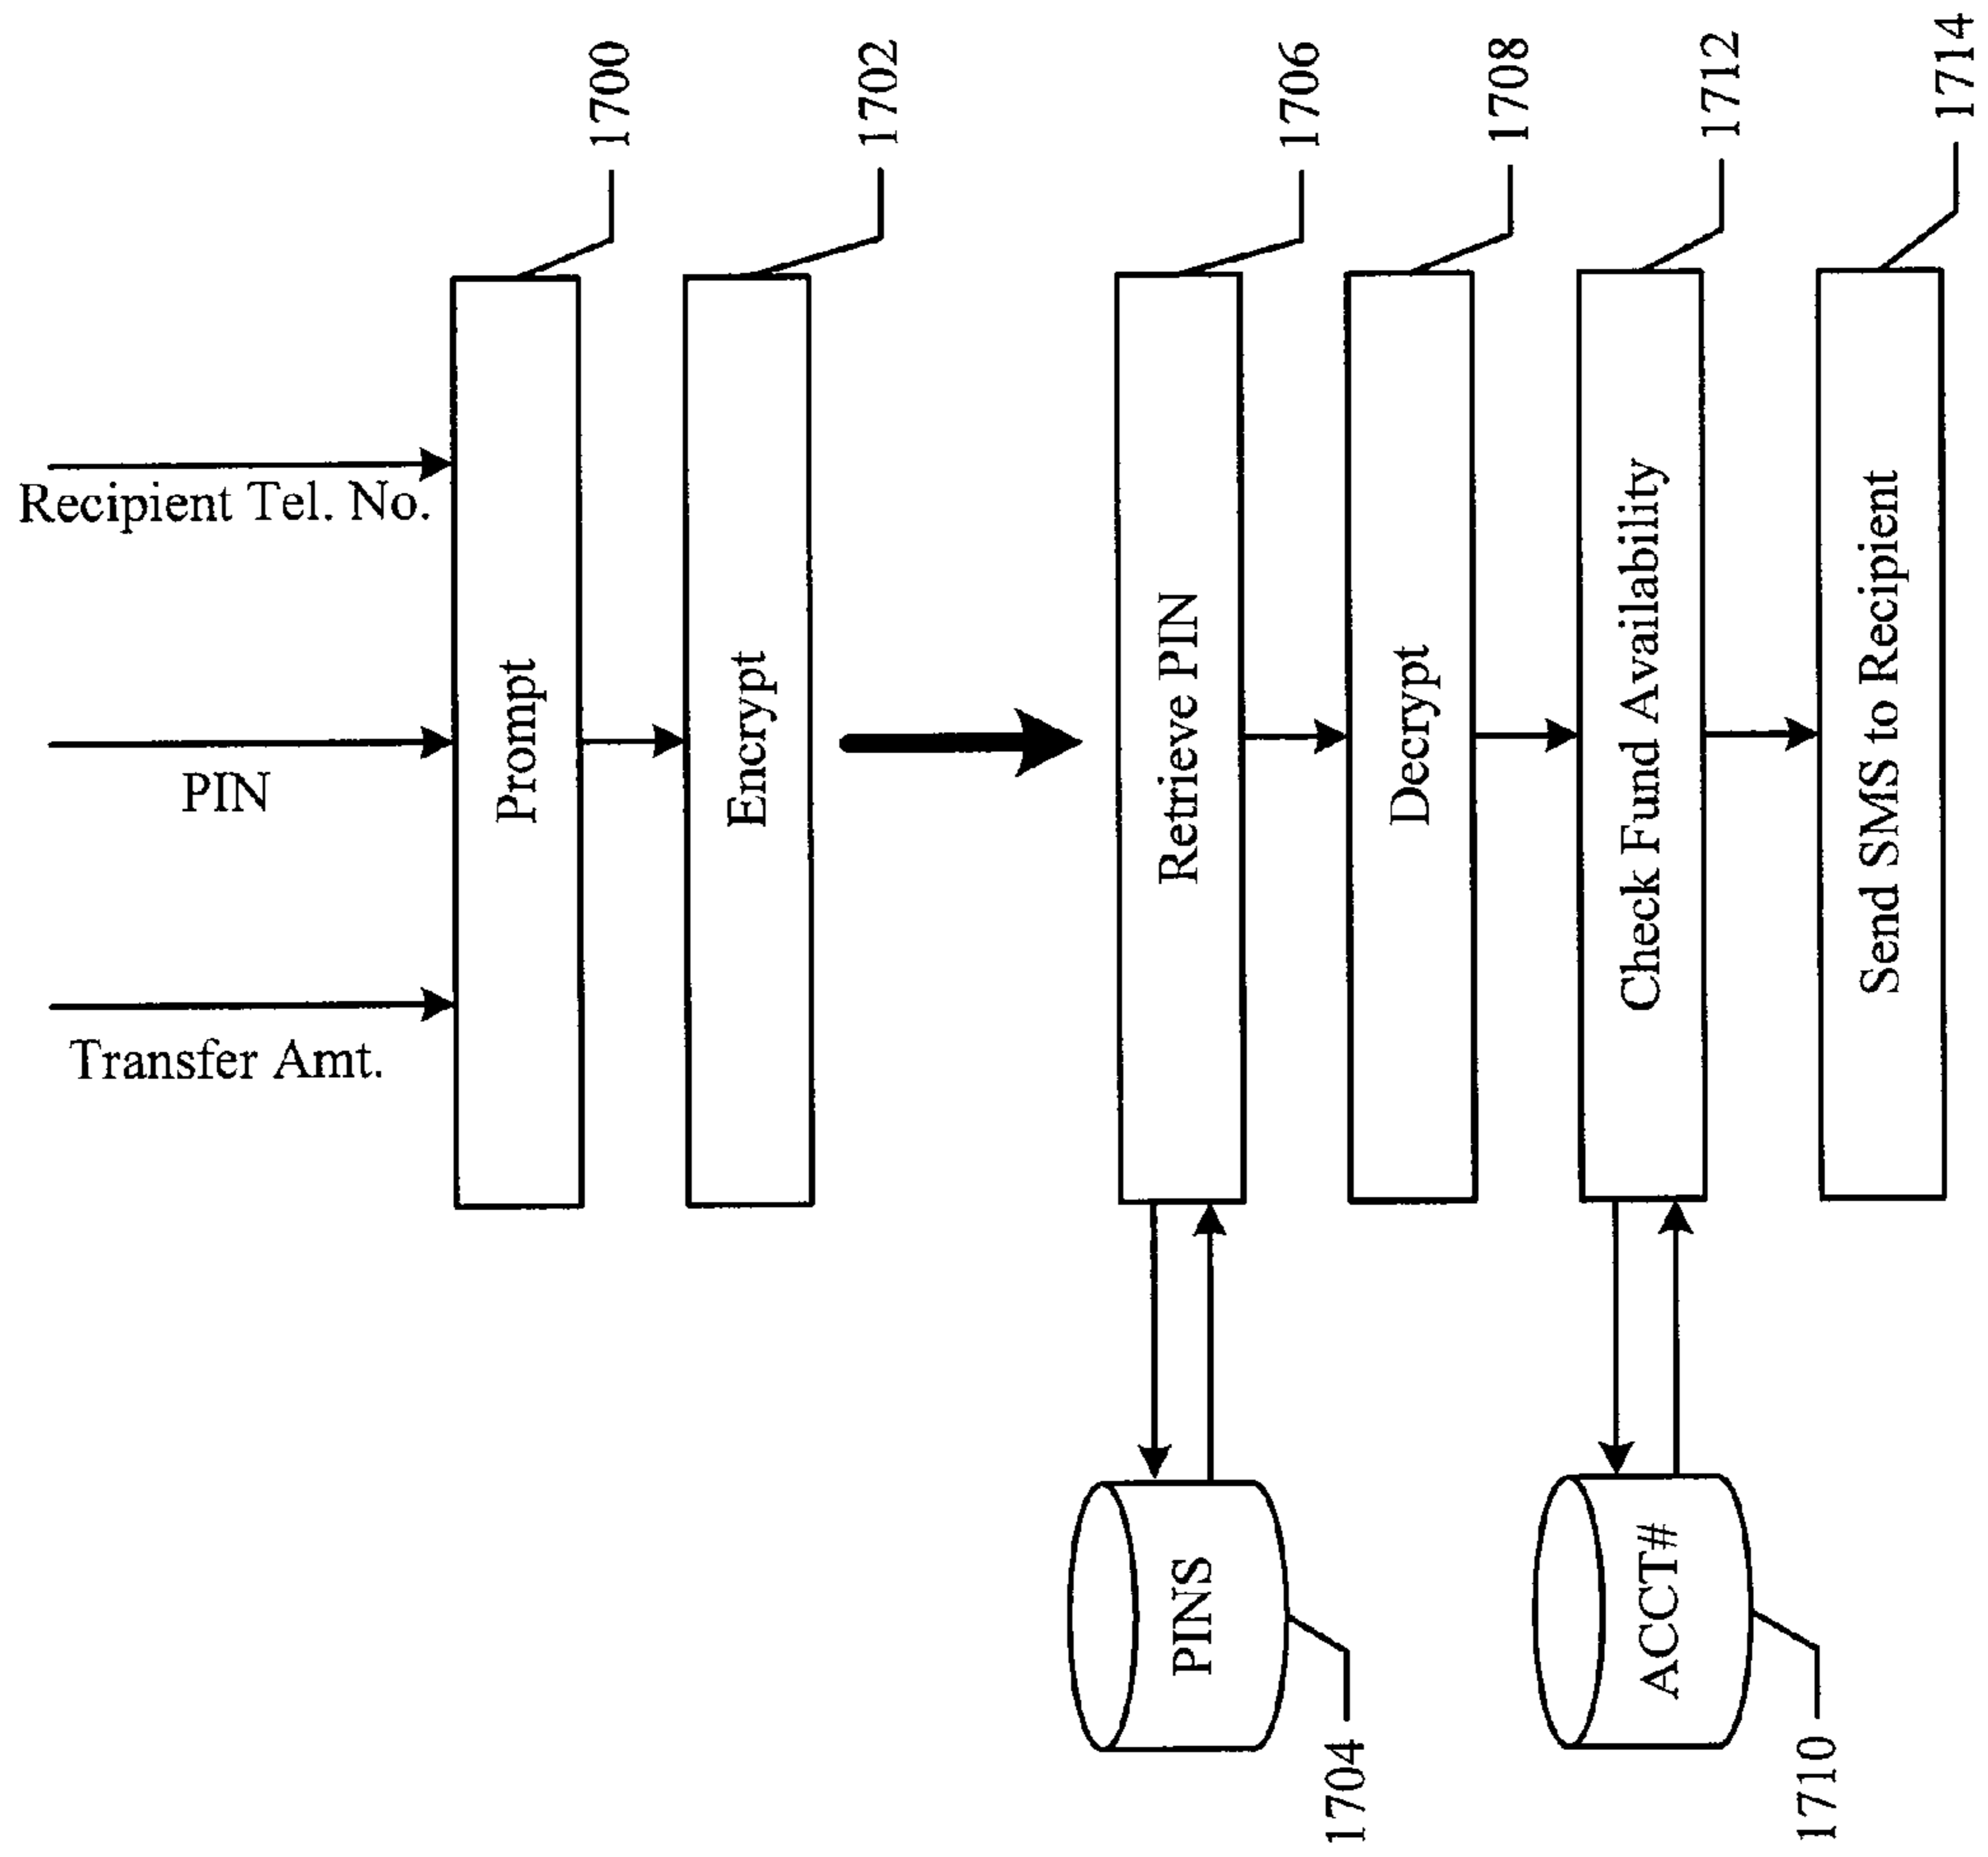 Transfer Amt.
PIN
Recipient Tel. No.
Prompt
1700
Encrypt
1702
PINS
1704
Retrieve PIN
1706
Decrypt
1708
ACCT#
1710
Check Fund Availability
1712
Send SMS to Recipient
1714